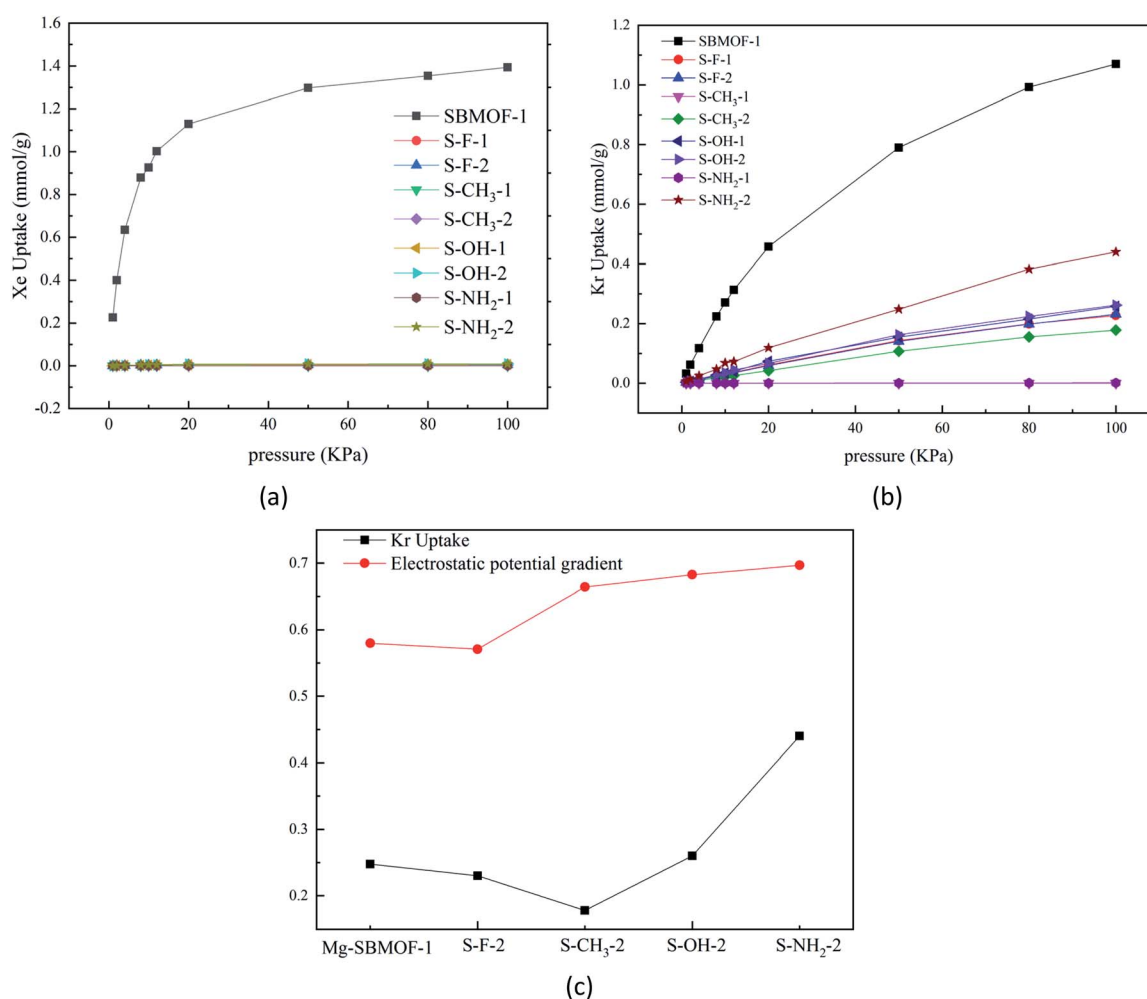 1.6
1.4
1.2
1.0
0.8
0.6
0.4
0.2
0.0
-0.2
Xe Uptake (mmol/g)
SBMOF-1
S-F-1
S-F-2
S-CH₃-1
S-CH₃-2
S-OH-1
S-OH-2
S-NH₂-1
S-NH₂-2
0 20 40 60 80 100
pressure (KPa)
(a)
1.2
1.0
0.8
0.6
0.4
0.2
0.0
Kr Uptake (mmol/g)
SBMOF-1
S-F-1
S-F-2
S-CH₃-1
S-CH₃-2
S-OH-1
S-OH-2
S-NH₂-1
S-NH₂-2
0 20 40 60 80 100
pressure (KPa)
(b)
Kr Uptake
Electrostatic potential gradient
0.7
0.6
0.5
0.4
0.3
0.2
Mg-SBMOF-1 S-F-2 S-CH₃-2 S-OH-2 S-NH₂-2
(c)